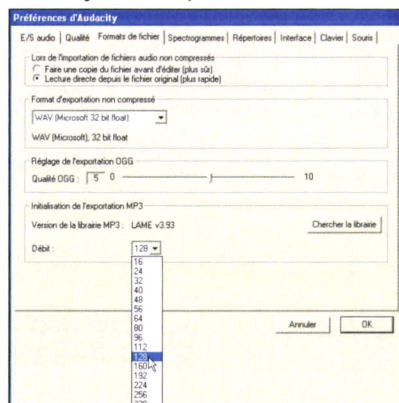 Préférences d'Audacity
E/S audio Qualité Formats de fichier Spectrogrammes Répertoires Interface Clavier Souris
Lors de l'importation de fichiers audio non compressés
Faire une copie du fichier avant d'éditer (plus sûr)
Lecture directe depuis le fichier original (plus rapide)
Format d'exportation non compressé
WAV (Microsoft 32 bit float)
WAV (Microsoft), 32 bit float
Réglage de l'exportation OGG
Qualité OGG : 5 0 10
Initialisation de l'exportation MP3
Version de la librairie MP3 : LAME v3.93 Chercher la librairie
Débit : 128
16
24
32
40
48
56
64
80
96
112
128
160
192
224
256
Annuler OK